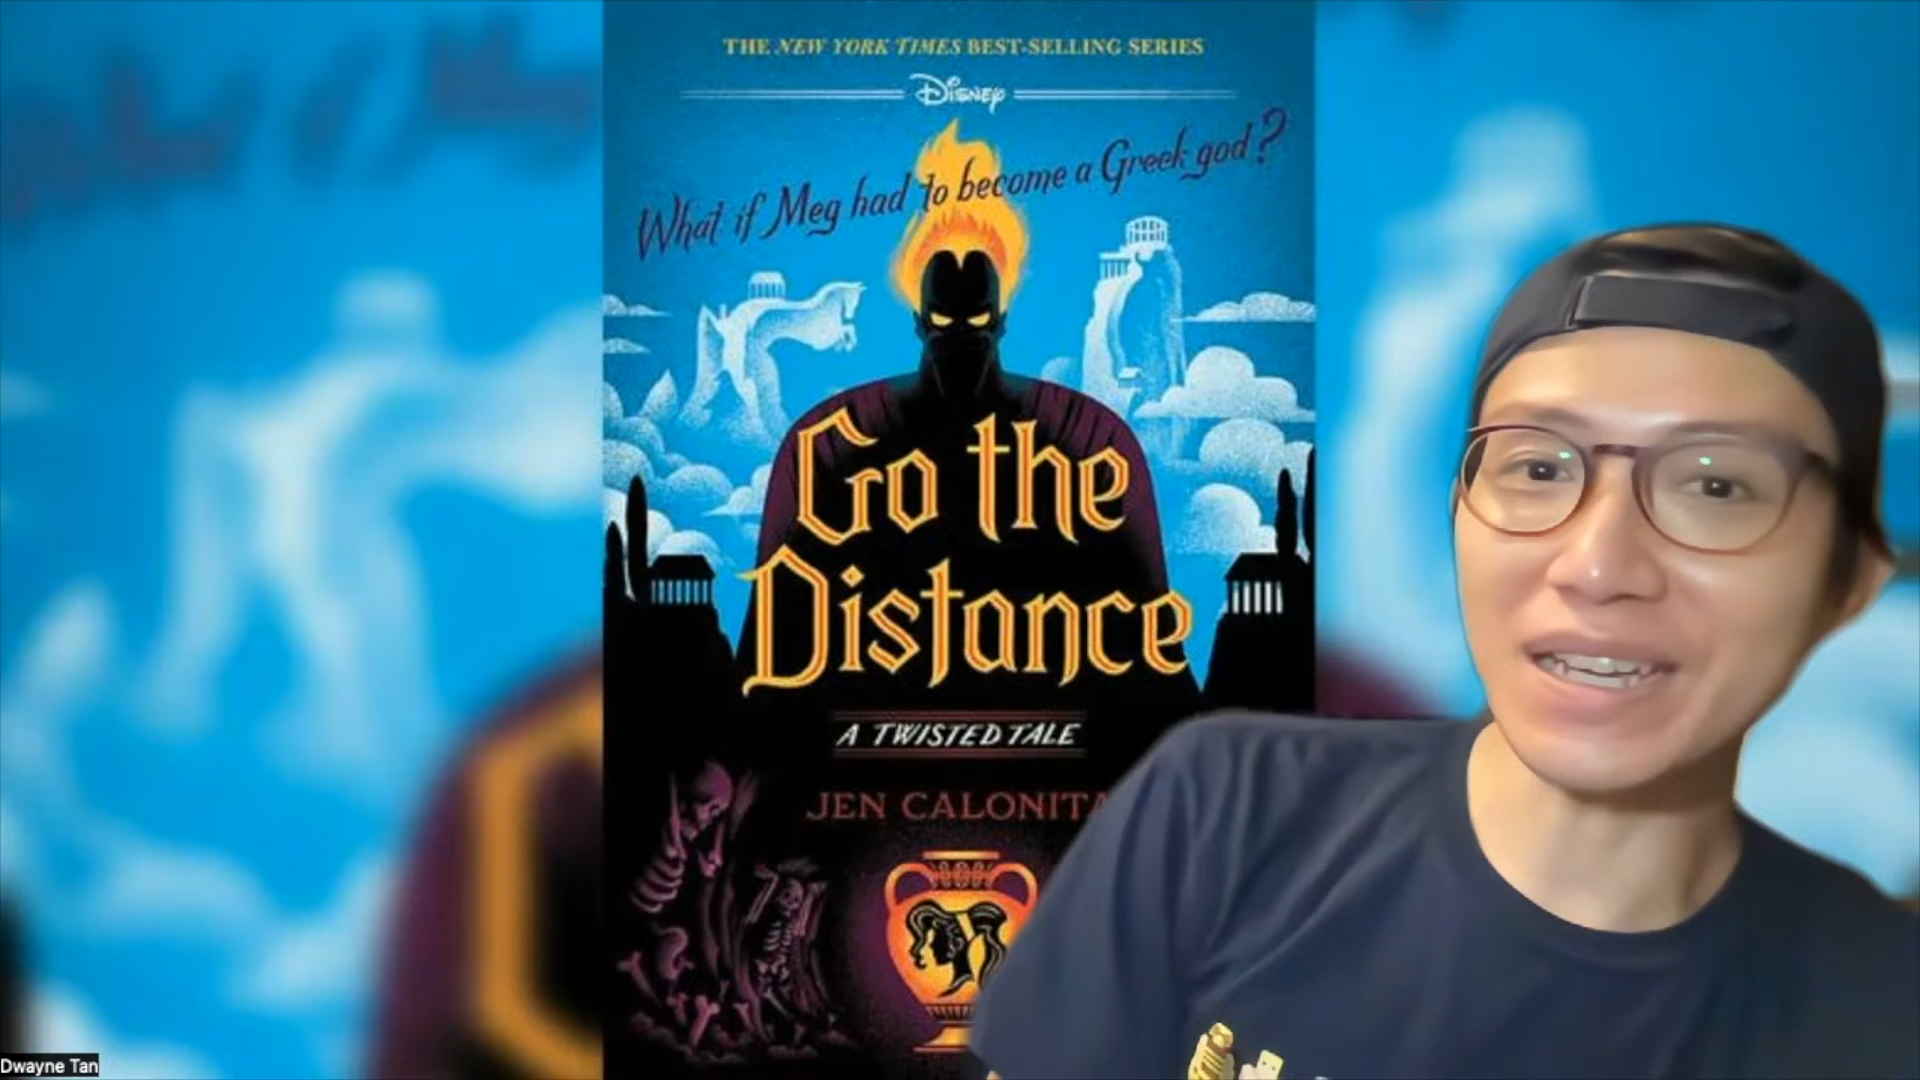 THE NEW YORK TIMES BEST-SELLING SERIES
Disney
What if Meg had to become a Greek god?
Go the
Distance
A TWISTED TALE
JEN CALONITA
Dwayne Tan